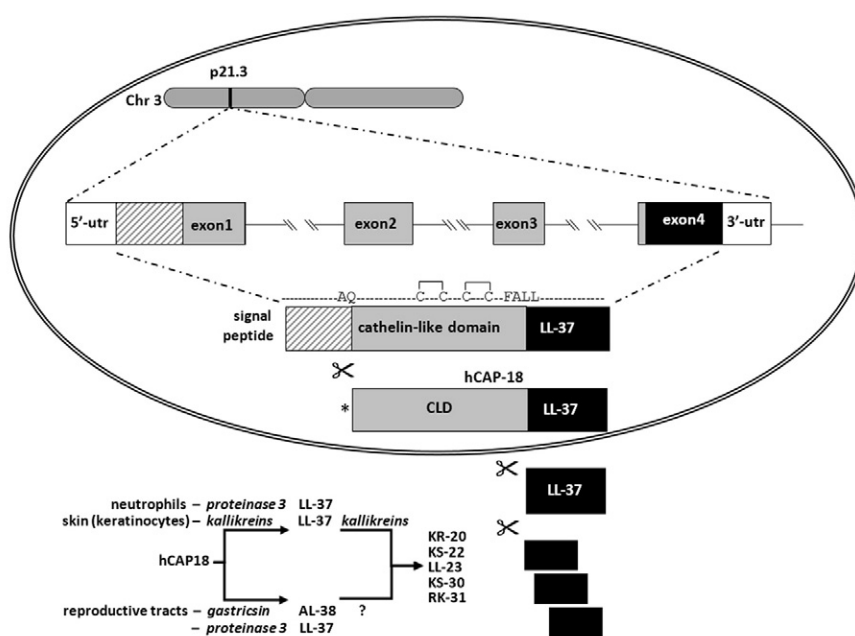 p21.3
Chr 3
5'-utr exon1 exon2 exon3 exon4 3'-utr
AQ C C C C FALL
signal peptide
cathelin-like domain LL-37
hCAP-18
* CLD LL-37
LL-37
neutrophils – proteinase 3 LL-37
skin (keratinocytes) – kallikreins LL-37 kallikreins
hCAP18
KR-20
KS-22
LL-23
KS-30
RK-31
reproductive tracts – gastricsin AL-38 ?
– proteinase 3 LL-37